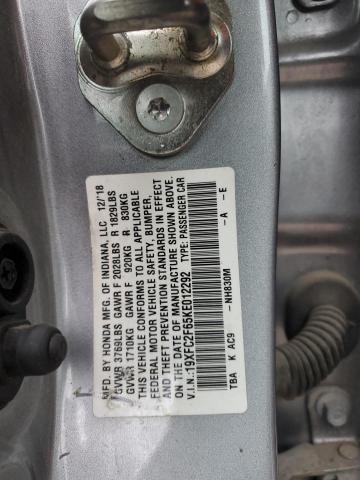 MFD. BY HONDA MFG. OF INDIANA, LLC 12/18
GVWR 3769LBS GAWR F 2028LBS R 1829LBS
GVWR 1710KG GAWR F 920KG R 830KG
THIS VEHICLE CONFORMS TO ALL APPLICABLE
FEDERAL MOTOR VEHICLE SAFETY, BUMPER,
AND THEFT PREVENTION STANDARDS IN EFFECT
ON THE DATE OF MANUFACTURE SHOWN ABOVE.
V.I.N.:19XFC2F65KE012292 TYPE: PASSENGER CAR
-NH830M -A -E
TBA K AC9